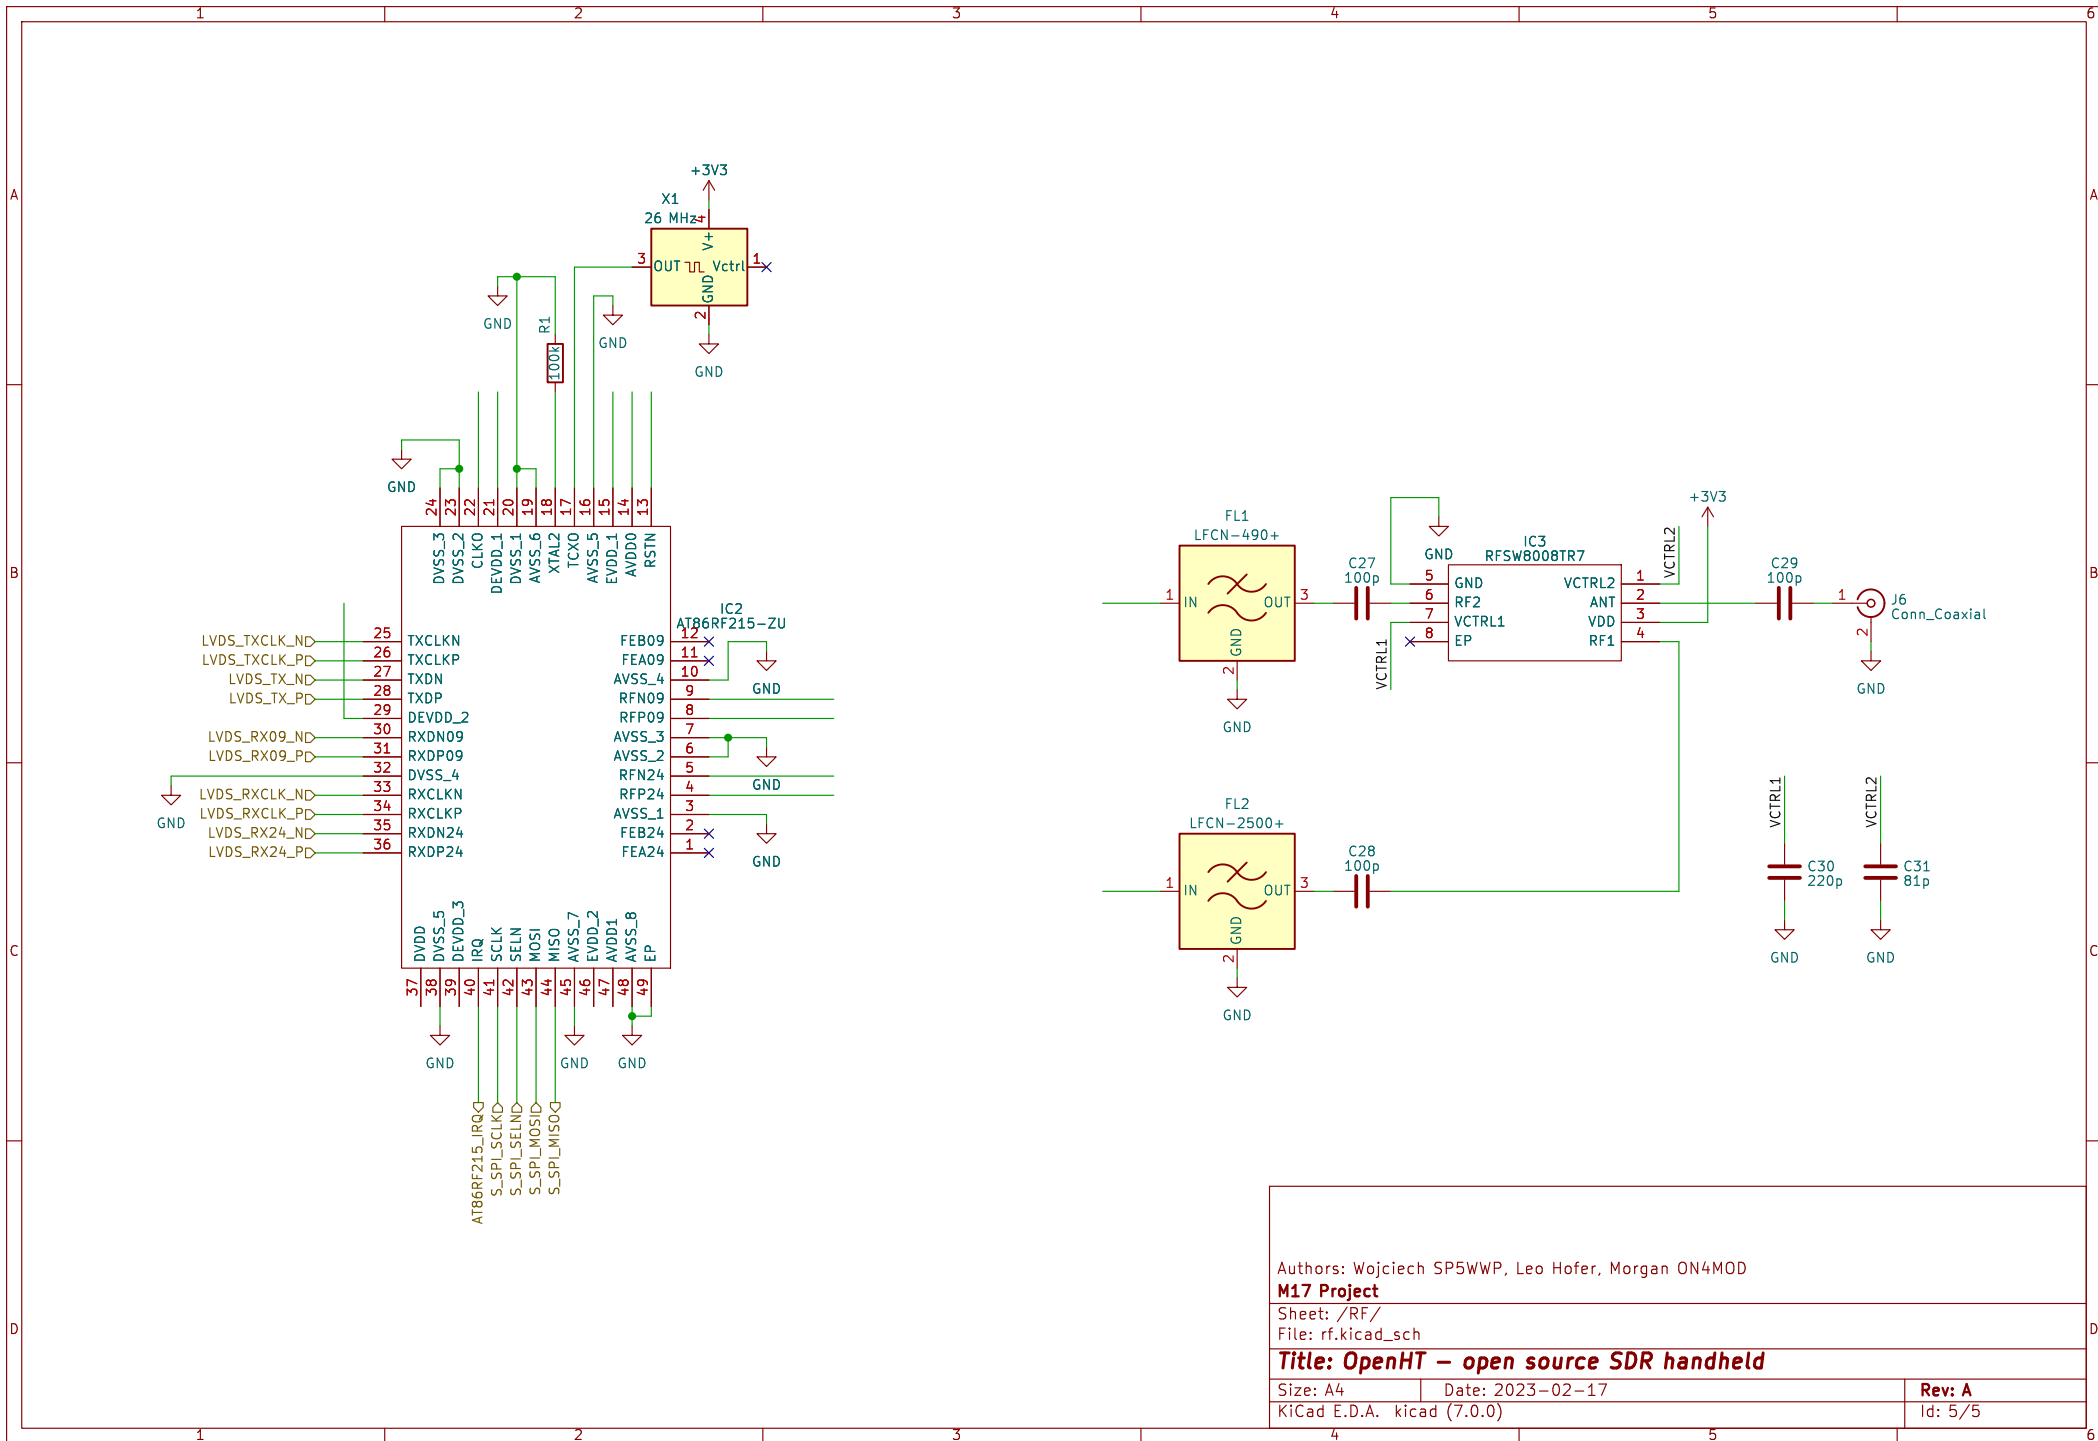 1 2 3 4 5 6
A
B
C
D
+3V3
X1
26 MHz
4
V+
3 OUT Vctrl 1
GND
2
GND
GND
GND
R1
100k
GND
24 23 22 21 20 19 18 17 16 15 14 13
DVSS_3 DVSS_2 CLKO DEVDD_1 DVSS_1 AVSS_6 XTAL2 TCXO AVSS_5 EVDD_1 AVDD0 RSTN
IC2
AT86RF215-ZU
LVDS_TXCLK_N 25 TXCLKN
LVDS_TXCLK_P 26 TXCLKP
LVDS_TX_N 27 TXDN
LVDS_TX_P 28 TXDP
29 DEVDD_2
LVDS_RX09_N 30 RXDN09
LVDS_RX09_P 31 RXDP09
32 DVSS_4
LVDS_RXCLK_N 33 RXCLKN
LVDS_RXCLK_P 34 RXCLKP
LVDS_RX24_N 35 RXDN24
LVDS_RX24_P 36 RXDP24
GND
FEB09 12
FEA09 11
AVSS_4 10
RFN09 9
RFP09 8
AVSS_3 7
AVSS_2 6
RFN24 5
RFP24 4
AVSS_1 3
FEB24 2
FEA24 1
GND
GND
GND
DVDD DVSS_5 DEVDD_3 IRQ SCLK SELN MOSI MISO AVSS_7 EVDD_2 AVDD1 AVSS_8 EP
37 38 39 40 41 42 43 44 45 46 47 48 49
GND
GND
GND
AT86RF215_IRQ
S_SPI_SCLK
S_SPI_SELN
S_SPI_MOSI
S_SPI_MISO
FL1
LFCN-490+
1 IN OUT 3
GND
2
GND
C27
100p
GND
IC3
RFSW8008TR7
5 GND
6 RF2
7 VCTRL1
8 EP
VCTRL2 1
ANT 2
VDD 3
RF1 4
VCTRL1
VCTRL2
+3V3
C29
100p
1
J6
Conn_Coaxial
2
GND
FL2
LFCN-2500+
1 IN OUT 3
GND
2
GND
C28
100p
VCTRL1
C30
220p
GND
VCTRL2
C31
81p
GND
Authors: Wojciech SP5WWP, Leo Hofer, Morgan ON4MOD
M17 Project
Sheet: /RF/
File: rf.kicad_sch
Title: OpenHT – open source SDR handheld
Size: A4 Date: 2023-02-17 Rev: A
KiCad E.D.A. kicad (7.0.0) Id: 5/5
A
B
C
D
1 2 3 4 5 6